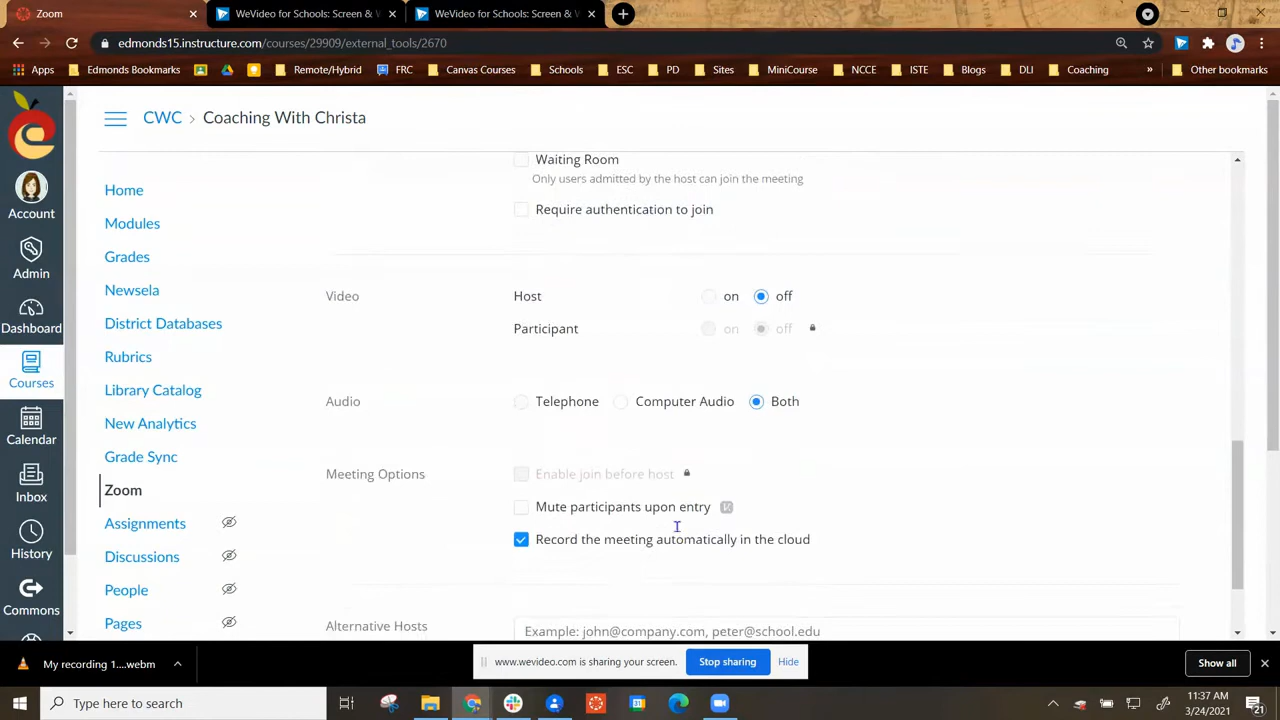 Zoom
WeVideo for Schools: Screen & W
WeVideo for Schools: Screen & W
edmonds15.instructure.com/courses/29909/external_tools/2670
Apps
Edmonds Bookmarks
Remote/Hybrid
FRC
Canvas Courses
Schools
ESC
PD
Sites
MiniCourse
NCCE
ISTE
Blogs
DLI
Coaching
»
Other bookmarks
CWC > Coaching With Christa
Account
Admin
Dashboard
Courses
Calendar
Inbox
History
Commons
Home
Modules
Grades
Newsela
District Databases
Rubrics
Library Catalog
New Analytics
Grade Sync
Zoom
Assignments
Discussions
People
Pages
Waiting Room
Only users admitted by the host can join the meeting
Require authentication to join
Video
Host
on
off
Participant
on
off
Audio
Telephone
Computer Audio
Both
Meeting Options
Enable join before host
Mute participants upon entry
Record the meeting automatically in the cloud
Alternative Hosts
Example: john@company.com, peter@school.edu
My recording 1....webm
www.wevideo.com is sharing your screen.
Stop sharing
Hide
Show all
Type here to search
11:37 AM
3/24/2021
21